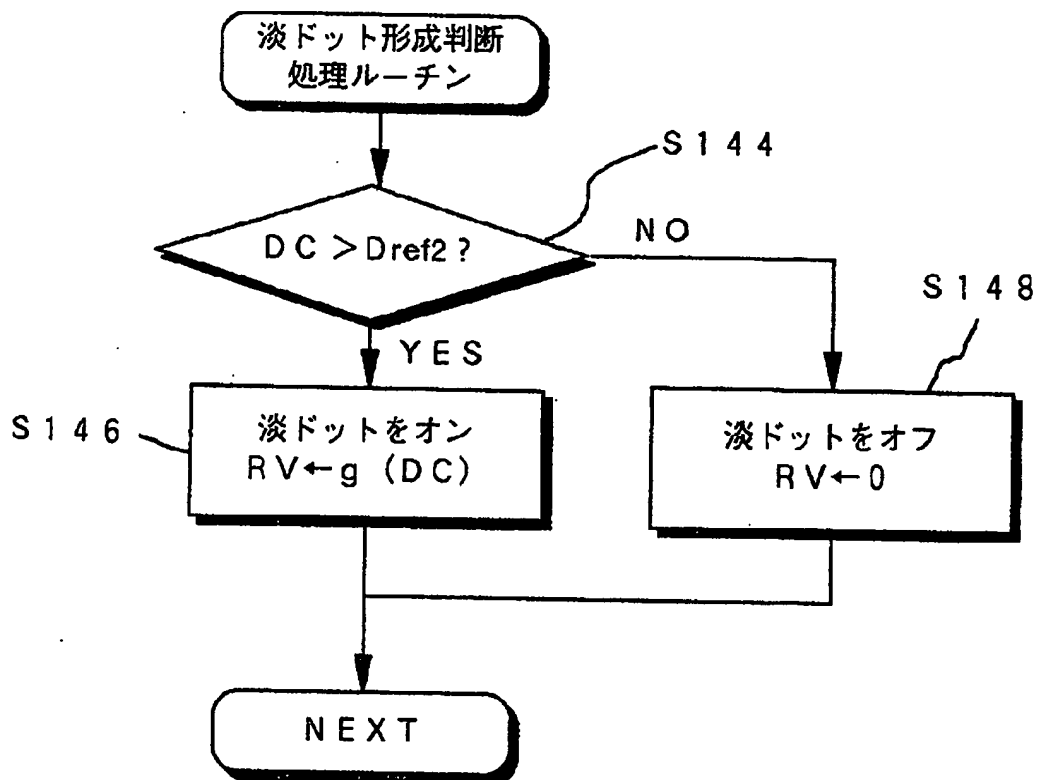 淡ドット形成判断
処理ルーチン
S144
DC>Dref2?
NO
S148
YES
S146
淡ドットをオン
RV←g(DC)
淡ドットをオフ
RV←0
NEXT